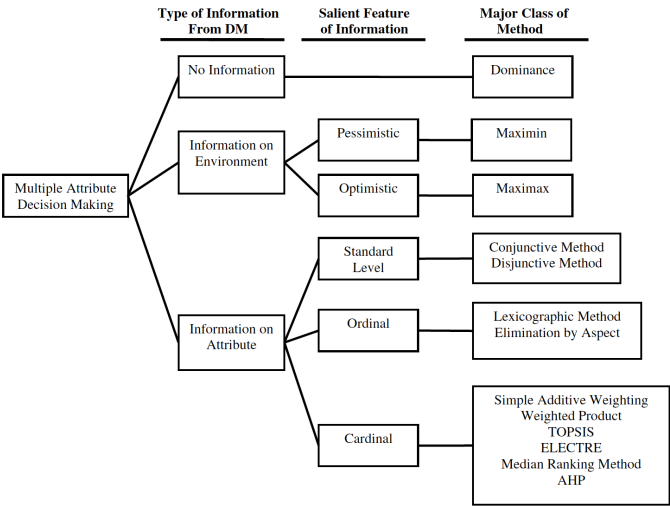 Type of Information
From DM
Salient Feature
of Information
Major Class of
Method
No Information
Dominance
Information on
Environment
Pessimistic
Maximin
Optimistic
Maximax
Multiple Attribute
Decision Making
Standard
Level
Conjunctive Method
Disjunctive Method
Information on
Attribute
Ordinal
Lexicographic Method
Elimination by Aspect
Cardinal
Simple Additive Weighting
Weighted Product
TOPSIS
ELECTRE
Median Ranking Method
AHP